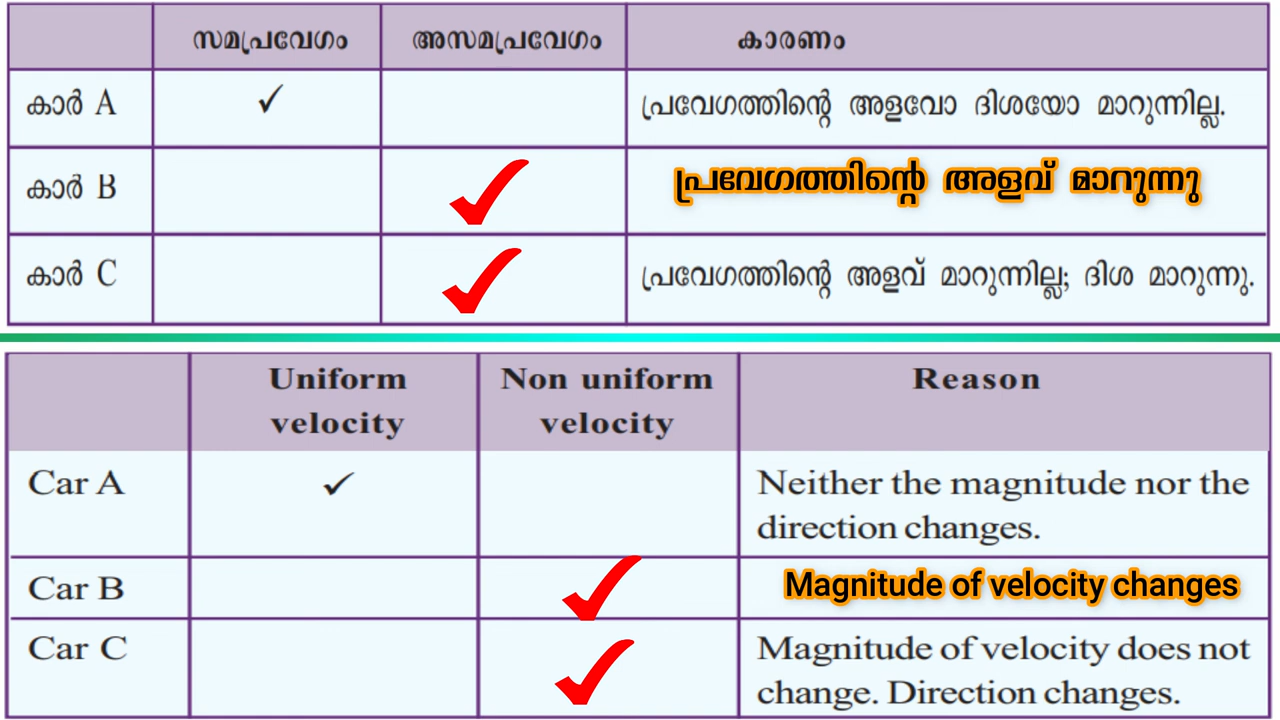 സമപ്രവേഗം അസമപ്രവേഗം കാരണം
കാർ A ✓ പ്രവേഗത്തിന്റെ അളവോ ദിശയോ മാറുന്നില്ല.
കാർ B ✓ പ്രവേഗത്തിന്റെ അളവ് മാറുന്നു
കാർ C ✓ പ്രവേഗത്തിന്റെ അളവ് മാറുന്നില്ല; ദിശ മാറുന്നു.
Uniform Non uniform Reason
velocity velocity
Car A ✓ Neither the magnitude nor the
direction changes.
Car B ✓ Magnitude of velocity changes
Car C ✓ Magnitude of velocity does not
change. Direction changes.